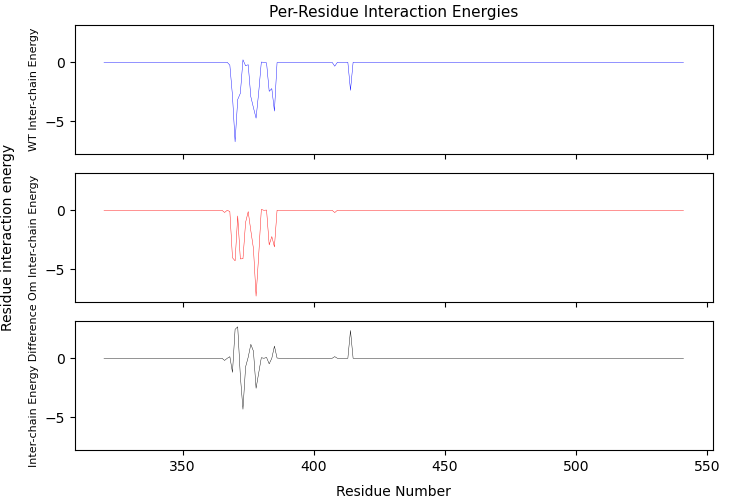 Per-Residue Interaction Energies
Residue interaction energy
WT Inter-chain Energy
0
−5
Om Inter-chain Energy
0
−5
Inter-chain Energy Difference
0
−5
350
400
450
500
550
Residue Number